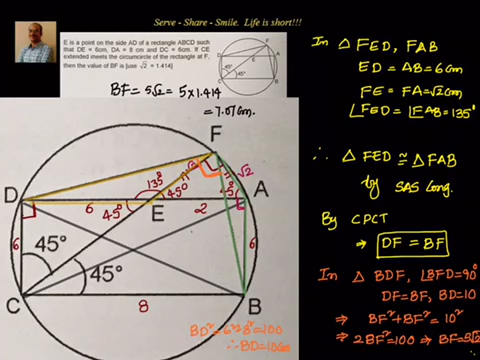 Serve - Share - Smile. Life is short!!!
E is a point on the side AD of a rectangle ABCD such
that DE = 6cm, DA = 8 cm and DC = 6cm. If CE
extended meets the circumcircle of the rectangle at F,
then the value of BF is [use √2 = 1.414]
BF = 5√2 = 5 × 1.414
= 7.07 Cm.
F
D
A
E
C
B
45°
45°
135°
45°
45°
45°
√2
6
2
6
6
8
BD² = 6² + 8² = 100
∴ BD = 10 Cm
In △ FED, FAB
ED = AB = 6 Cm
FE = FA = √2 Cm
∠FED = ∠FAB = 135°
∴ △ FED ≅ △ FAB
by SAS Cong.
By CPCT
⇒ DF = BF
In △ BDF, ∠BFD = 90°
DF = BF, BD = 10
⇒ BF² + BF² = 10²
⇒ 2BF² = 100 ⇒ BF = 5√2